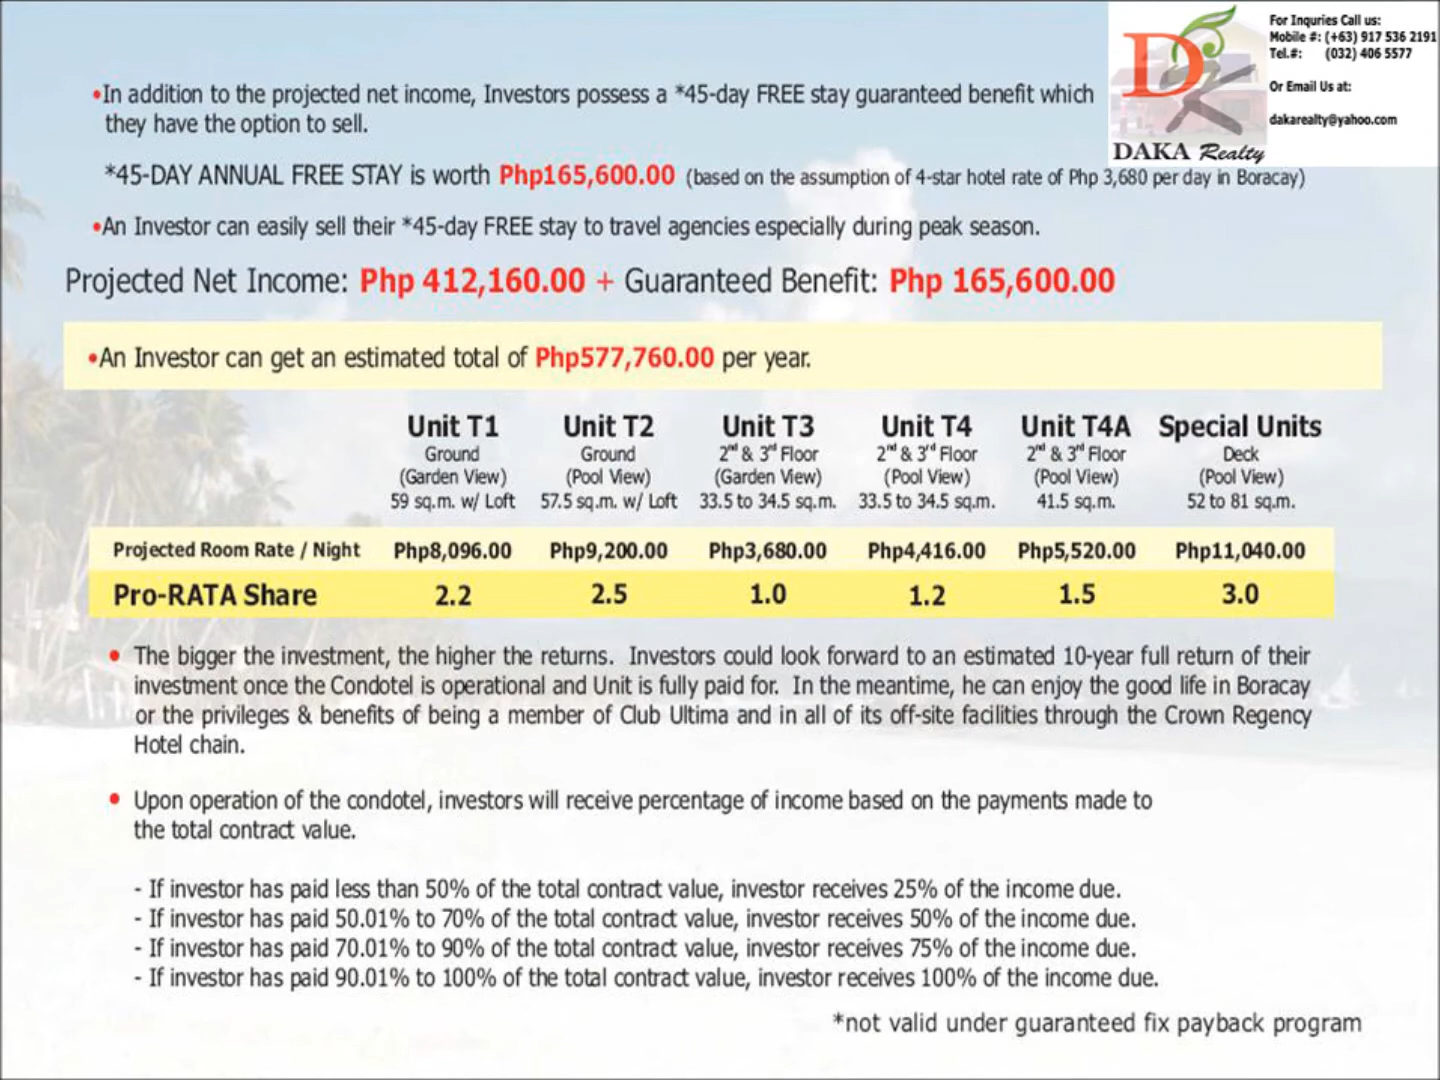 For Inquries Call us:
Mobile #: (+63) 917 536 2191
Tel.#: (032) 406 5577
Or Email Us at:
dakarealty@yahoo.com
DK
DAKA Realty
•In addition to the projected net income, Investors possess a *45-day FREE stay guaranteed benefit which
they have the option to sell.
*45-DAY ANNUAL FREE STAY is worth Php165,600.00 (based on the assumption of 4-star hotel rate of Php 3,680 per day in Boracay)
•An Investor can easily sell their *45-day FREE stay to travel agencies especially during peak season.
Projected Net Income: Php 412,160.00 + Guaranteed Benefit: Php 165,600.00
•An Investor can get an estimated total of Php577,760.00 per year.
Unit T1 Unit T2 Unit T3 Unit T4 Unit T4A Special Units
Ground Ground 2nd & 3rd Floor 2nd & 3rd Floor 2nd & 3rd Floor Deck
(Garden View) (Pool View) (Garden View) (Pool View) (Pool View) (Pool View)
59 sq.m. w/ Loft 57.5 sq.m. w/ Loft 33.5 to 34.5 sq.m. 33.5 to 34.5 sq.m. 41.5 sq.m. 52 to 81 sq.m.
Projected Room Rate / Night Php8,096.00 Php9,200.00 Php3,680.00 Php4,416.00 Php5,520.00 Php11,040.00
Pro-RATA Share 2.2 2.5 1.0 1.2 1.5 3.0
• The bigger the investment, the higher the returns. Investors could look forward to an estimated 10-year full return of their
investment once the Condotel is operational and Unit is fully paid for. In the meantime, he can enjoy the good life in Boracay
or the privileges & benefits of being a member of Club Ultima and in all of its off-site facilities through the Crown Regency
Hotel chain.
• Upon operation of the condotel, investors will receive percentage of income based on the payments made to
the total contract value.
- If investor has paid less than 50% of the total contract value, investor receives 25% of the income due.
- If investor has paid 50.01% to 70% of the total contract value, investor receives 50% of the income due.
- If investor has paid 70.01% to 90% of the total contract value, investor receives 75% of the income due.
- If investor has paid 90.01% to 100% of the total contract value, investor receives 100% of the income due.
*not valid under guaranteed fix payback program